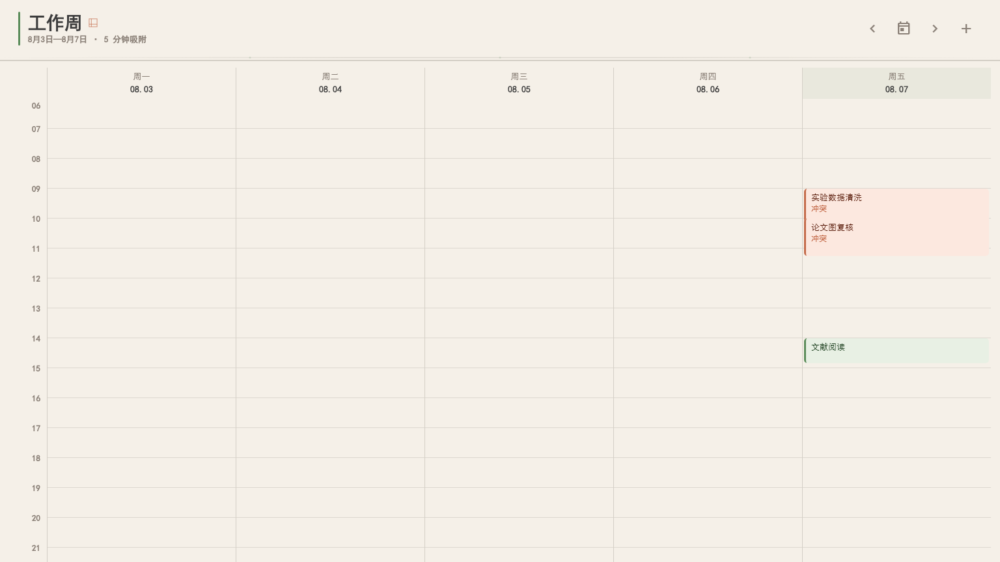 工作周
8月3日—8月7日 · 5 分钟吸附
周一
08. 03
周二
08. 04
周三
08. 05
周四
08. 06
周五
08. 07
06
07
08
09
实验数据清洗
冲突
10
论文图复核
冲突
11
12
13
14
文献阅读
15
16
17
18
19
20
21